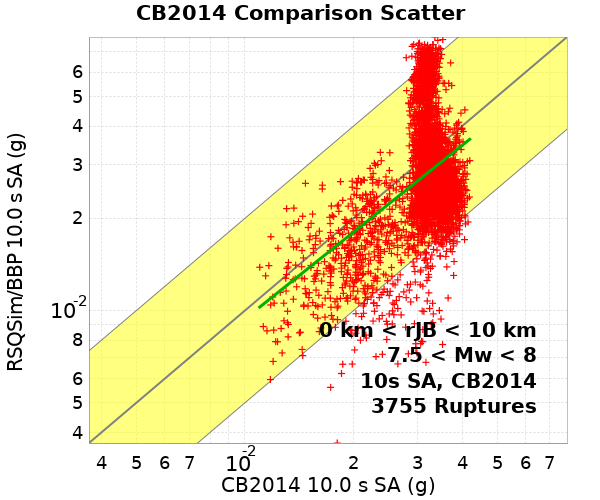 CB2014 Comparison Scatter
RSQSim/BBP 10.0 s SA (g)
6
5
4
3
2
10-2
8
6
5
4
0 km < rJB < 10 km
7.5 < Mw < 8
10s SA, CB2014
3755 Ruptures
4 5 6 7 10-2 2 3 4 5 6 7
CB2014 10.0 s SA (g)